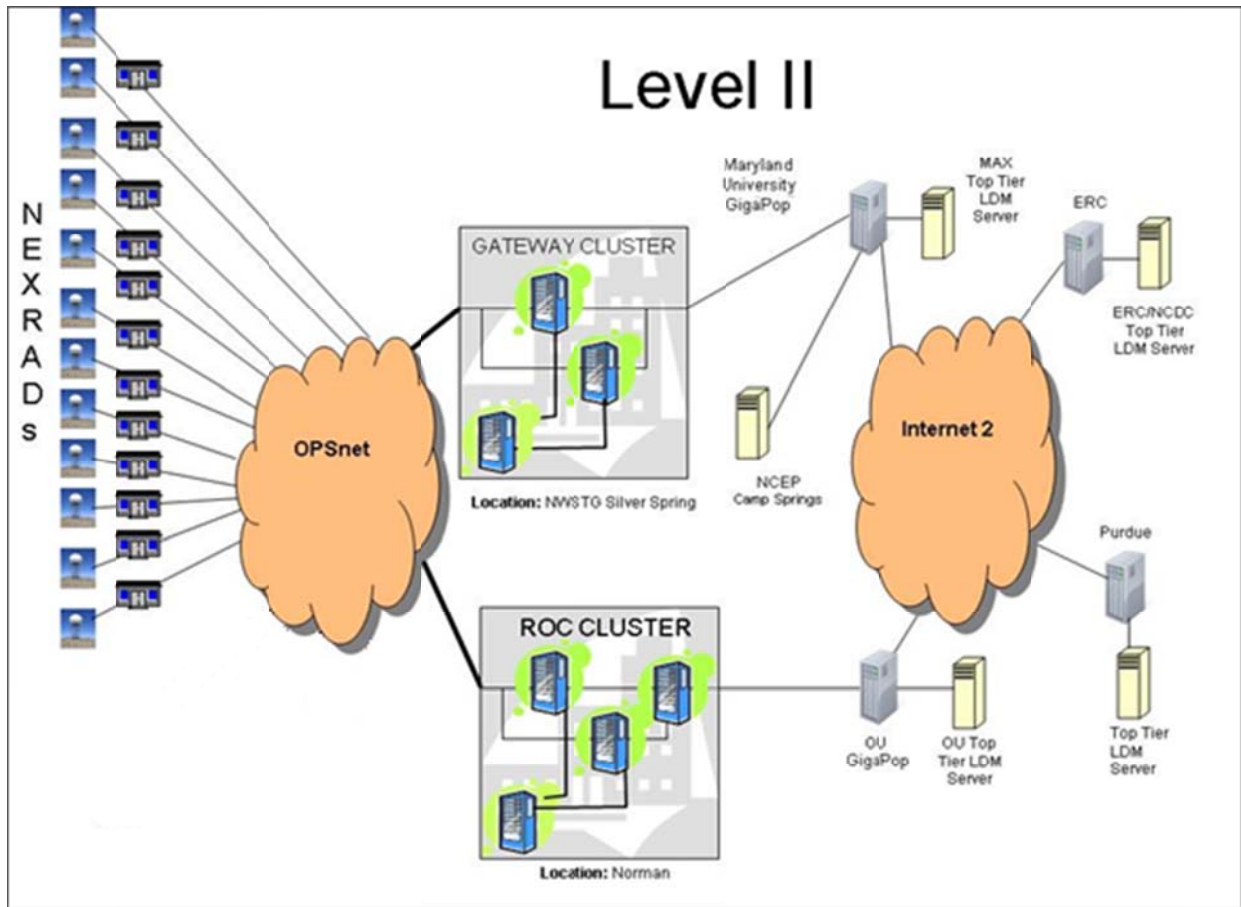 Level II
N
E
X
R
A
D
s
OPSnet
GATEWAY CLUSTER
Location: NWSTG Silver Spring
ROC CLUSTER
Location: Norman
Maryland
University
GigaPop
MAX
Top Tier
LDM
Server
ERC
ERC/NCDC
Top Tier
LDM Server
NCEP
Camp Springs
Internet 2
Purdue
Top Tier
LDM
Server
OU
GigaPop
OU Top
Tier LDM
Server